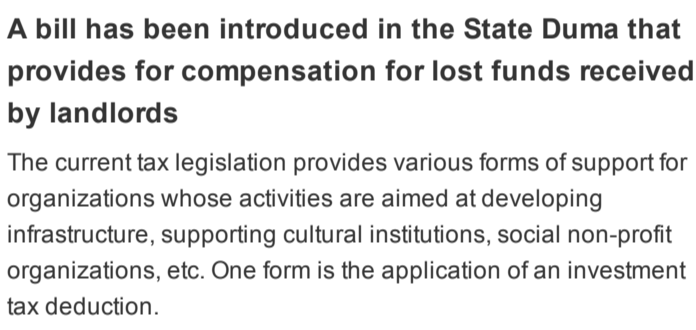 A bill has been introduced in the State Duma that
provides for compensation for lost funds received
by landlords
The current tax legislation provides various forms of support for
organizations whose activities are aimed at developing
infrastructure, supporting cultural institutions, social non-profit
organizations, etc. One form is the application of an investment
tax deduction.